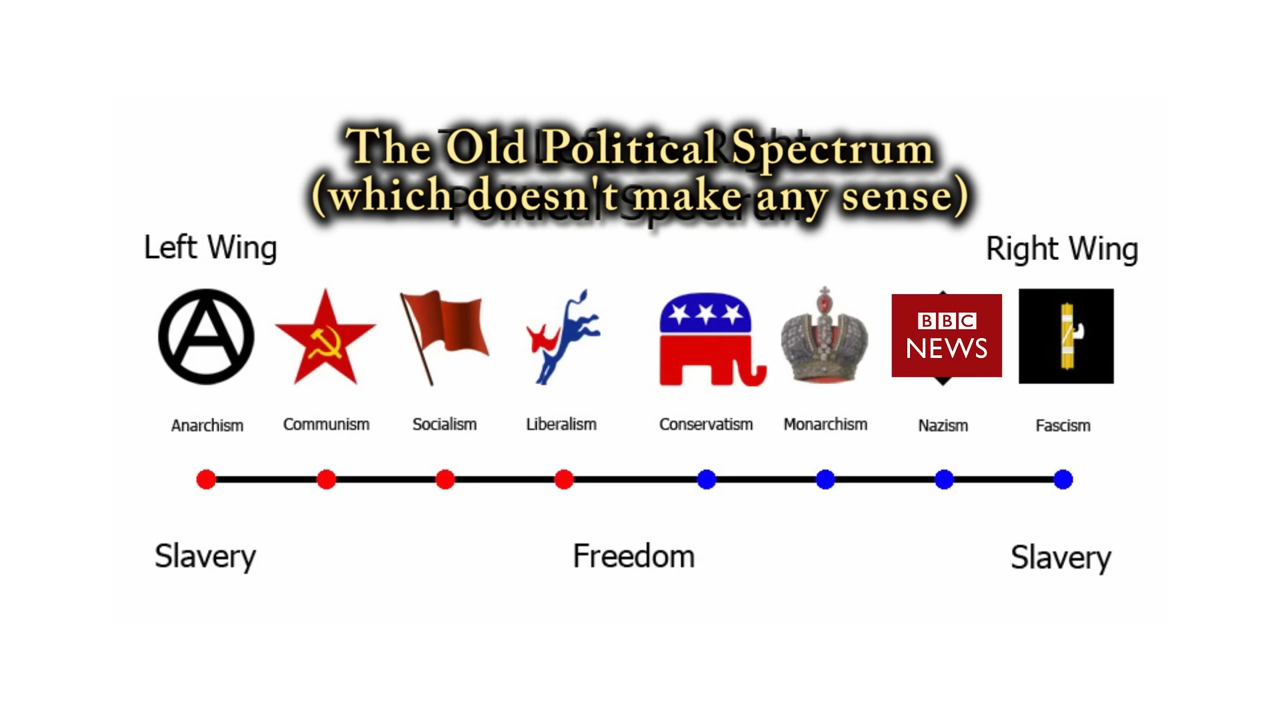 The Old Political Spectrum
(which doesn't make any sense)
Left Wing
Right Wing
BBC
NEWS
Anarchism
Communism
Socialism
Liberalism
Conservatism
Monarchism
Nazism
Fascism
Slavery
Freedom
Slavery